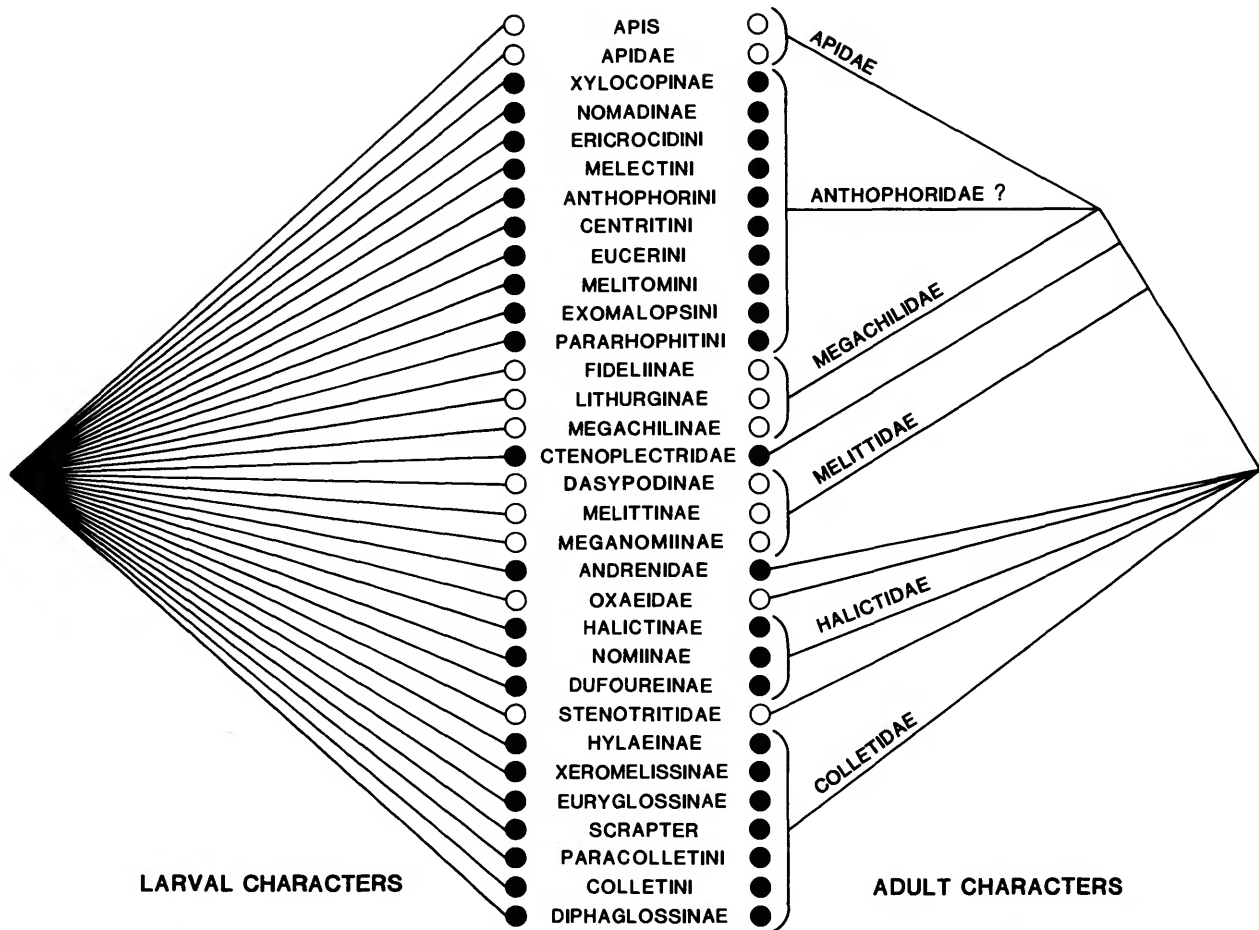 APIS
APIDAE
XYLOCOPINAE
NOMADINAE
ERICROCIDINI
MELECTINI
ANTHOPHORINI
CENTRITINI
EUCERINI
MELITOMINI
EXOMALOPSINI
PARARHOPHITINI
FIDELIINAE
LITHURGINAE
MEGACHILINAE
CTENOPLECTRIDAE
DASYPODINAE
MELITTINAE
MEGANOMIINAE
ANDRENIDAE
OXAEIDAE
HALICTINAE
NOMIINAE
DUFOUREINAE
STENOTRITIDAE
HYLAEINAE
XEROMELISSINAE
EURYGLOSSINAE
SCRAPTER
PARACOLLETINI
COLLETINI
DIPHAGLOSSINAE
APIDAE
ANTHOPHORIDAE ?
MEGACHILIDAE
MELITTIDAE
HALICTIDAE
COLLETIDAE
LARVAL CHARACTERS
ADULT CHARACTERS